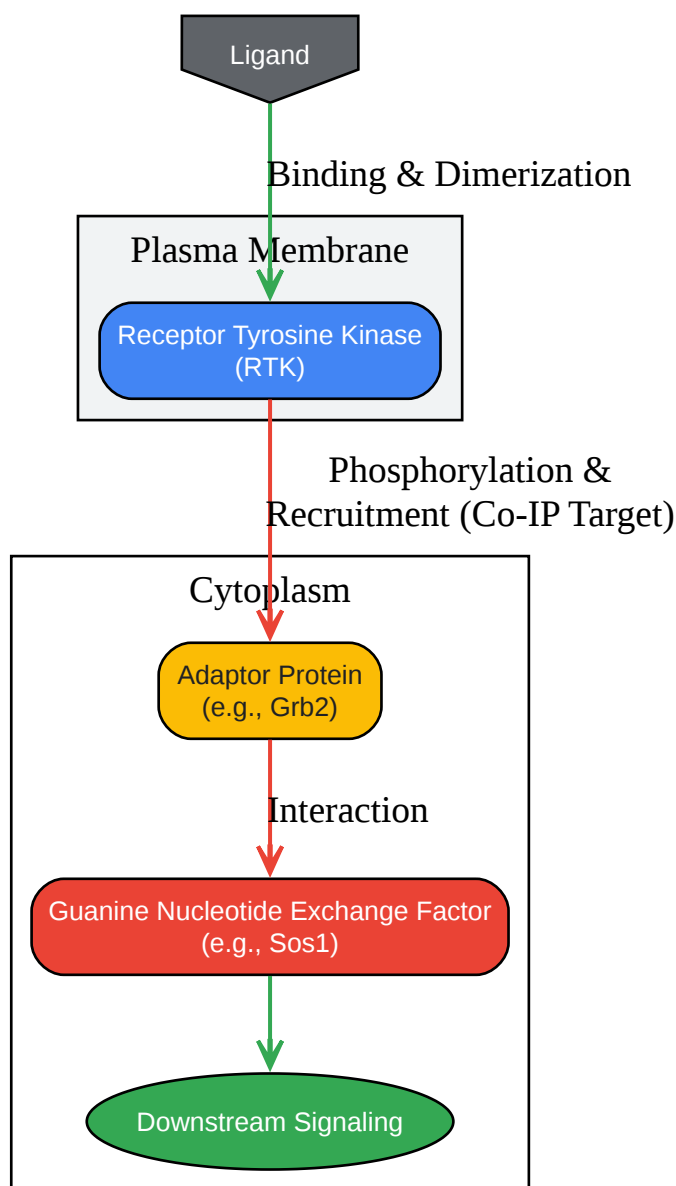 Ligand
Binding & Dimerization
Plasma Membrane
Receptor Tyrosine Kinase
(RTK)
Phosphorylation &
Recruitment (Co-IP Target)
Cytoplasm
Adaptor Protein
(e.g., Grb2)
Interaction
Guanine Nucleotide Exchange Factor
(e.g., Sos1)
Downstream Signaling